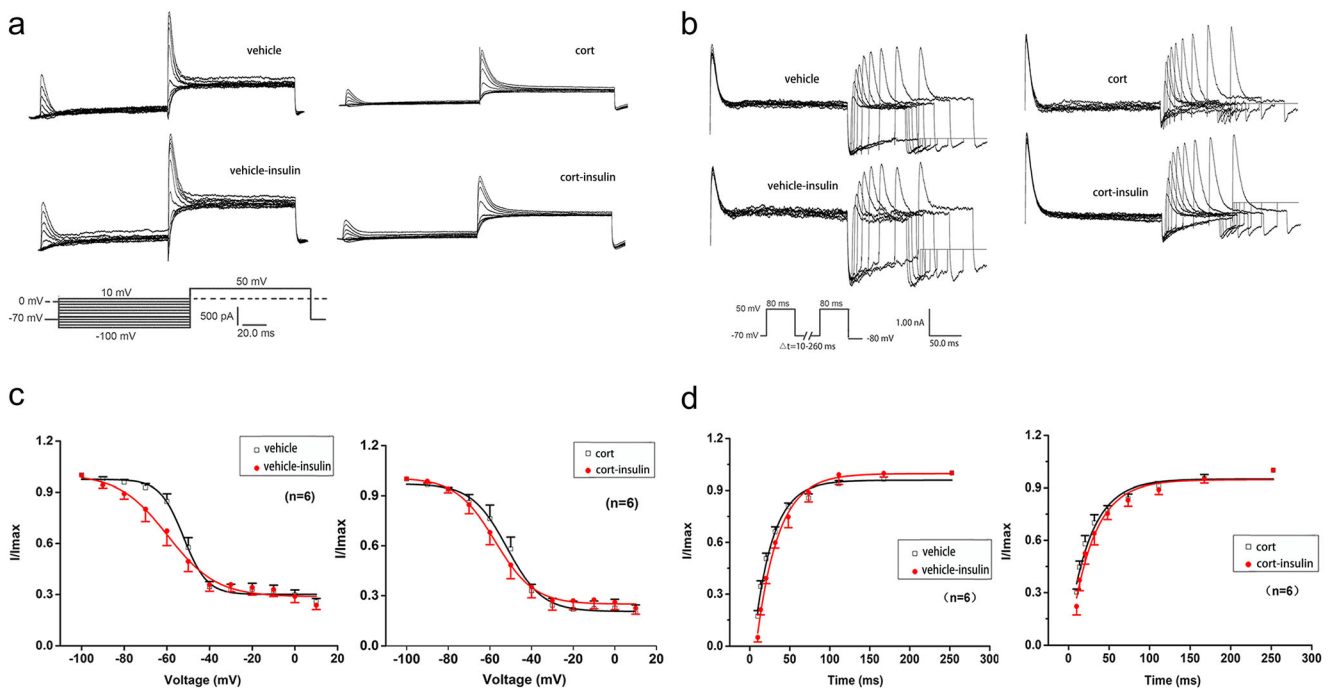 a
vehicle
cort
vehicle-insulin
cort-insulin
10 mV
50 mV
0 mV
-70 mV
-100 mV
500 pA
20.0 ms
b
vehicle
cort
vehicle-insulin
cort-insulin
80 ms
80 ms
50 mV
-70 mV
-80 mV
△t=10-260 ms
1.00 nA
50.0 ms
c
1.2
0.9
0.6
0.3
0.0
I/Imax
vehicle
vehicle-insulin
(n=6)
-100 -80 -60 -40 -20 0 20
Voltage (mV)
1.2
0.9
0.6
0.3
0.0
I/Imax
cort
cort-insulin
(n=6)
-100 -80 -60 -40 -20 0 20
Voltage (mV)
d
1.2
0.9
0.6
0.3
0.0
I/Imax
vehicle
vehicle-insulin
（n=6）
0 50 100 150 200 250 300
Time (ms)
1.2
0.9
0.6
0.3
0.0
I/Imax
cort
cort-insulin
（n=6）
0 50 100 150 200 250 300
Time (ms)